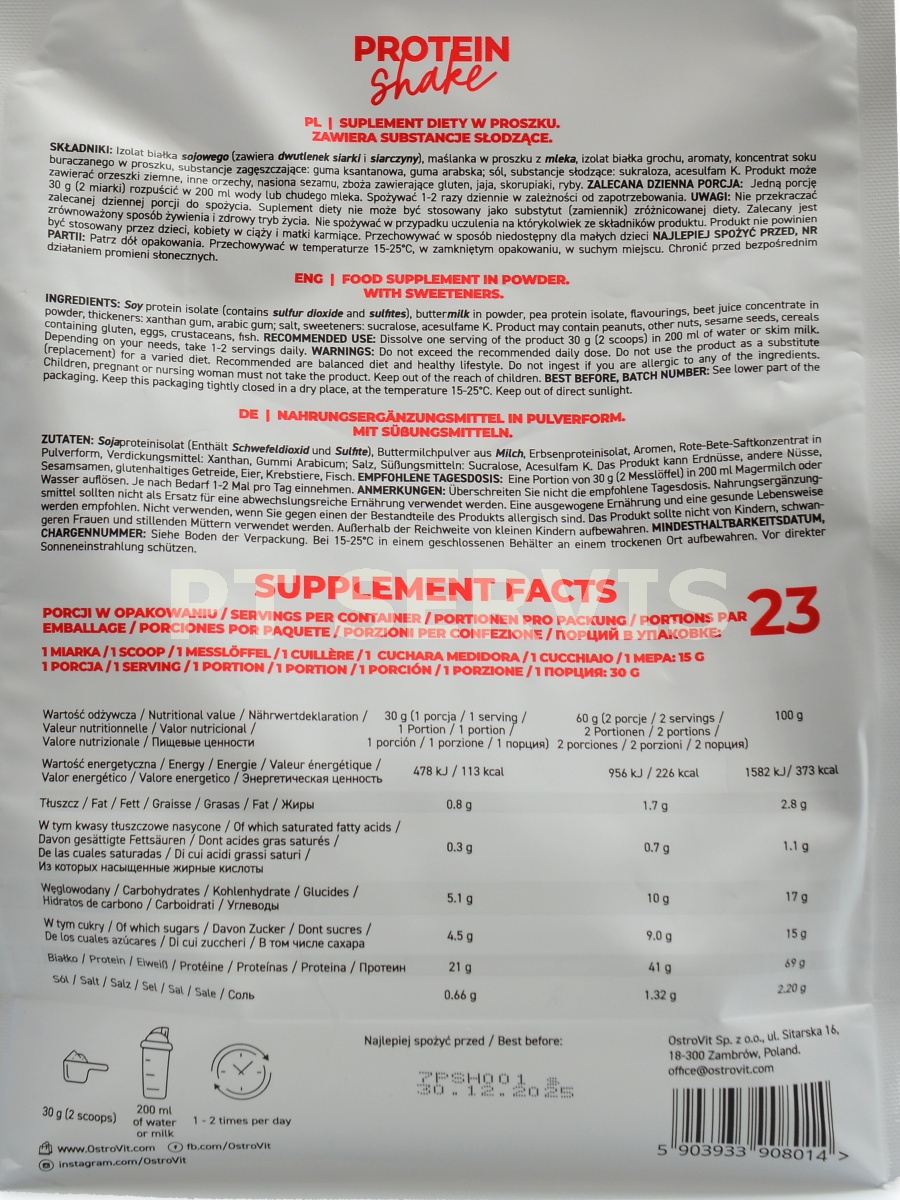 PROTEIN
shake
PL | SUPLEMENT DIETY W PROSZKU.
ZAWIERA SUBSTANCJE SŁODZĄCE.
SKŁADNIKI: Izolat białka sojowego (zawiera dwutlenek siarki i siarczyny), maślanka w proszku z mleka, izolat białka grochu, aromaty, koncentrat soku
buraczanego w proszku, substancje zagęszczające: guma ksantanowa, guma arabska; sól, substancje słodzące: sukraloza, acesulfam K. Produkt może
zawierać orzeszki ziemne, inne orzechy, nasiona sezamu, zboża zawierające gluten, jaja, skorupiaki, ryby. ZALECANA DZIENNA PORCJA: Jedną porcję
30 g (2 miarki) rozpuścić w 200 ml wody lub chudego mleka. Spożywać 1-2 razy dziennie w zależności od zapotrzebowania. UWAGI: Nie przekraczać
zalecanej dziennej porcji do spożycia. Suplement diety nie może być stosowany jako substytut (zamiennik) zróżnicowanej diety. Zalecany jest
zrównoważony sposób żywienia i zdrowy tryb życia. Nie spożywać w przypadku uczulenia na którykolwiek ze składników produktu. Produkt nie powinien
być stosowany przez dzieci, kobiety w ciąży i matki karmiące. Przechowywać w sposób niedostępny dla małych dzieci NAJLEPIEJ SPOŻYĆ PRZED, NR
PARTII: Patrz dół opakowania. Przechowywać w temperaturze 15-25°C, w zamkniętym opakowaniu, w suchym miejscu. Chronić przed bezpośrednim
działaniem promieni słonecznych.
ENG | FOOD SUPPLEMENT IN POWDER.
WITH SWEETENERS.
INGREDIENTS: Soy protein isolate (contains sulfur dioxide and sulfites), buttermilk in powder, pea protein isolate, flavourings, beet juice concentrate in
powder, thickeners: xanthan gum, arabic gum; salt, sweeteners: sucralose, acesulfame K. Product may contain peanuts, other nuts, sesame seeds, cereals
containing gluten, eggs, crustaceans, fish. RECOMMENDED USE: Dissolve one serving of the product 30 g (2 scoops) in 200 ml of water or skim milk.
Depending on your needs, take 1-2 servings daily. WARNINGS: Do not exceed the recommended daily dose. Do not use the product as a substitute
(replacement) for a varied diet. Recommended are balanced diet and healthy lifestyle. Do not ingest if you are allergic to any of the ingredients.
Children, pregnant or nursing woman must not take the product. Keep out of the reach of children. BEST BEFORE, BATCH NUMBER: See lower part of the
packaging. Keep this packaging tightly closed in a dry place, at the temperature 15-25°C. Keep out of direct sunlight.
DE | NAHRUNGSERGÄNZUNGSMITTEL IN PULVERFORM.
MIT SÜßUNGSMITTELN.
ZUTATEN: Sojaproteinisolat (Enthält Schwefeldioxid und Sulfite), Buttermilchpulver aus Milch, Erbsenproteinisolat, Aromen, Rote-Bete-Saftkonzentrat in
Pulverform, Verdickungsmittel: Xanthan, Gummi Arabicum; Salz, Süßungsmitteln: Sucralose, Acesulfam K. Das Produkt kann Erdnüsse, andere Nüsse,
Sesamsamen, glutenhaltiges Getreide, Eier, Krebstiere, Fisch. EMPFOHLENE TAGESDOSIS: Eine Portion von 30 g (2 Messlöffel) in 200 ml Magermilch oder
Wasser auflösen. Je nach Bedarf 1-2 Mal pro Tag einnehmen. ANMERKUNGEN: Überschreiten Sie nicht die empfohlene Tagesdosis. Nahrungsergänzung-
smittel sollten nicht als Ersatz für eine abwechslungsreiche Ernährung verwendet werden. Eine ausgewogene Ernährung und eine gesunde Lebensweise
werden empfohlen. Nicht verwenden, wenn Sie gegen einen der Bestandteile des Produkts allergisch sind. Das Produkt sollte nicht von Kindern, schwan-
geren Frauen und stillenden Müttern verwendet werden. Außerhalb der Reichweite von kleinen Kindern aufbewahren. MINDESTHALTBARKEITSDATUM,
CHARGENNUMMER: Siehe Boden der Verpackung. Bei 15-25°C in einem geschlossenen Behälter an einem trockenen Ort aufbewahren. Vor direkter
Sonneneinstrahlung schützen.
RT SERVIS
SUPPLEMENT FACTS
PORCJI W OPAKOWANIU / SERVINGS PER CONTAINER / PORTIONEN PRO PACKUNG / PORTIONS PAR
EMBALLAGE / PORCIONES POR PAQUETE / PORZIONI PER CONFEZIONE / ПОРЦИЙ В УПАКОВКЕ:
23
1 MIARKA / 1 SCOOP / 1 MESSLÖFFEL / 1 CUILLÈRE / 1 CUCHARA MEDIDORA / 1 CUCCHIAIO / 1 МЕРА: 15 G
1 PORCJA / 1 SERVING / 1 PORTION / 1 PORTION / 1 PORCIÓN / 1 PORZIONE / 1 ПОРЦИЯ: 30 G
Wartość odżywcza / Nutritional value / Nährwertdeklaration /
Valeur nutritionnelle / Valor nutricional /
Valore nutrizionale / Пищевые ценности
30 g (1 porcja / 1 serving /
1 Portion / 1 portion /
1 porción / 1 porzione / 1 порция)
60 g (2 porcje / 2 servings /
2 Portionen / 2 portions /
2 porciones / 2 porzioni / 2 порция)
100 g
Wartość energetyczna / Energy / Energie / Valeur énergétique /
Valor energético / Valore energetico / Энергетическая ценность
478 kJ / 113 kcal
956 kJ / 226 kcal
1582 kJ/ 373 kcal
Tłuszcz / Fat / Fett / Graisse / Grasas / Fat / Жиры
0.8 g
1.7 g
2.8 g
W tym kwasy tłuszczowe nasycone / Of which saturated fatty acids /
Davon gesättigte Fettsäuren / Dont acides gras saturés /
De las cuales saturadas / Di cui acidi grassi saturi /
Из которых насыщенные жирные кислоты
0.3 g
0.7 g
1.1 g
Węglowodany / Carbohydrates / Kohlenhydrate / Glucides /
Hidratos de carbono / Carboidrati / Углеводы
5.1 g
10 g
17 g
W tym cukry / Of which sugars / Davon Zucker / Dont sucres /
De los cuales azúcares / Di cui zuccheri / В том числе сахара
4.5 g
9.0 g
15 g
Białko / Protein / Eiweiß / Protéine / Proteínas / Proteina / Протеин
21 g
41 g
69 g
Sól / Salt / Salz / Sel / Sal / Sale / Соль
0.66 g
1.32 g
2.20 g
30 g (2 scoops)
200 ml
of water
or milk
1 - 2 times per day
Najlepiej spożyć przed / Best before:
7PSH001
30.12.2025
OstroVit Sp. z o.o., ul. Sitarska 16,
18-300 Zambrów, Poland.
office@ostrovit.com
www.OstroVit.com
fb.com/OstroVit
instagram.com/OstroVit
5 903933 908014 >